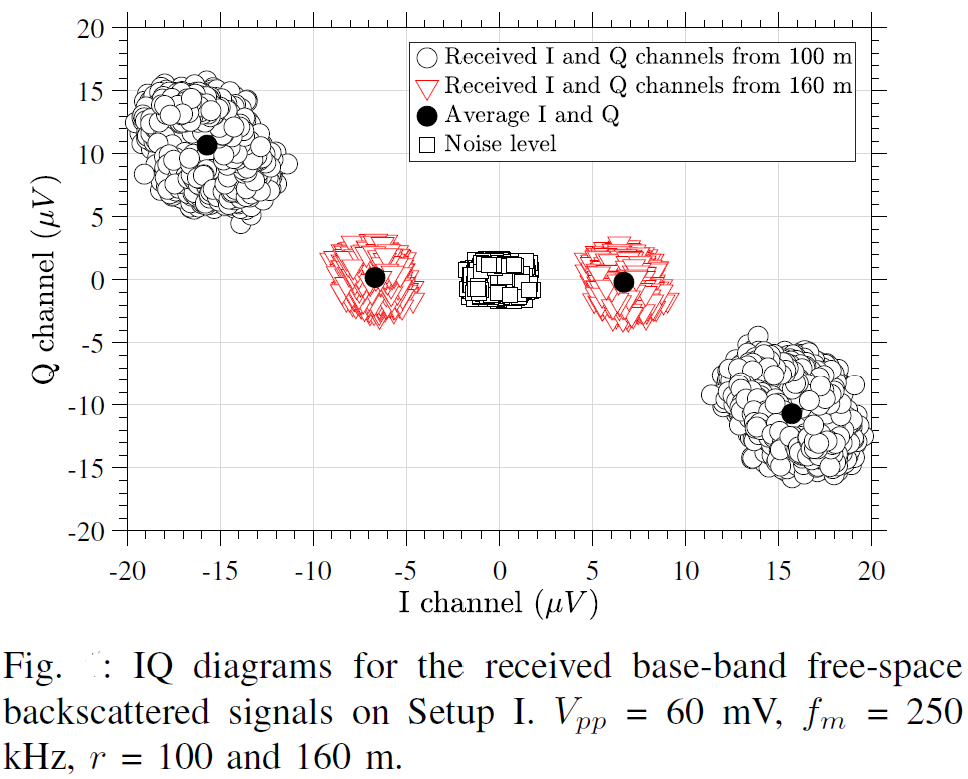 20
15
10
5
0
-5
-10
-15
-20
Q channel (μV)
Received I and Q channels from 100 m
Received I and Q channels from 160 m
Average I and Q
Noise level
-20 -15 -10 -5 0 5 10 15 20
I channel (μV)
Fig. : IQ diagrams for the received base-band free-space
backscattered signals on Setup I. Vpp = 60 mV, fm = 250
kHz, r = 100 and 160 m.